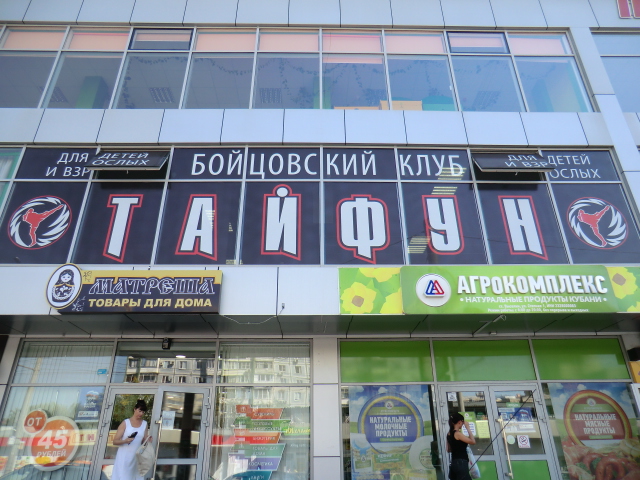 БОЙЦОВСКИЙ КЛУБ
ДЛЯ ДЕТЕЙ
И ВЗРОСЛЫХ
ДЛЯ ДЕТЕЙ
И ВЗРОСЛЫХ
ТАЙФУН
МАТРЕШКА
ТОВАРЫ ДЛЯ ДОМА
АГРОКОМПЛЕКС
НАТУРАЛЬНЫЕ ПРОДУКТЫ КУБАНИ
ОТ
45
РУБЛЕЙ
НАТУРАЛЬНЫЕ
МОЛОЧНЫЕ
ПРОДУКТЫ
НАТУРАЛЬНЫЕ
МЯСНЫЕ
ПРОДУКТЫ